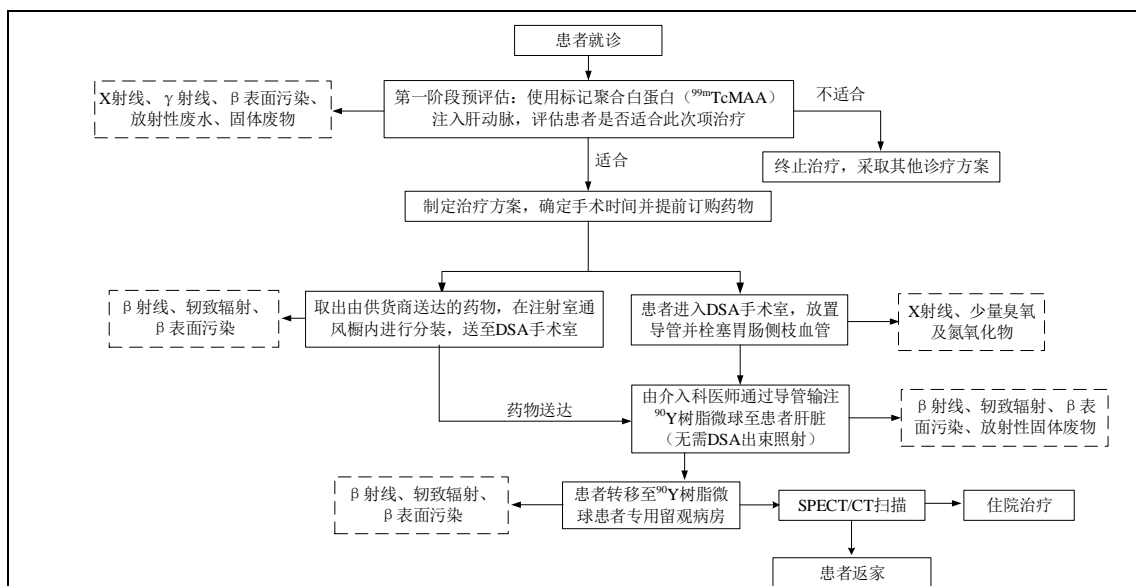 患者就诊
X射线、γ射线、β表面污染、
放射性废水、固体废物
第一阶段预评估：使用标记聚合白蛋白（99mTcMAA）
注入肝动脉，评估患者是否适合此次项治疗
不适合
适合
终止治疗，采取其他诊疗方案
制定治疗方案，确定手术时间并提前订购药物
β射线、轫致辐射、
β表面污染
取出由供货商送达的药物，在注射室通
风橱内进行分装，送至DSA手术室
患者进入DSA手术室，放置
导管并栓塞胃肠侧枝血管
X射线、少量臭氧
及氮氧化物
药物送达
由介入科医师通过导管输注
90Y树脂微球至患者肝脏
（无需DSA出束照射）
β射线、轫致辐射、β表
面污染、放射性固体废物
β射线、轫致辐射、
β表面污染
患者转移至90Y树脂微
球患者专用留观病房
SPECT/CT扫描
住院治疗
患者返家